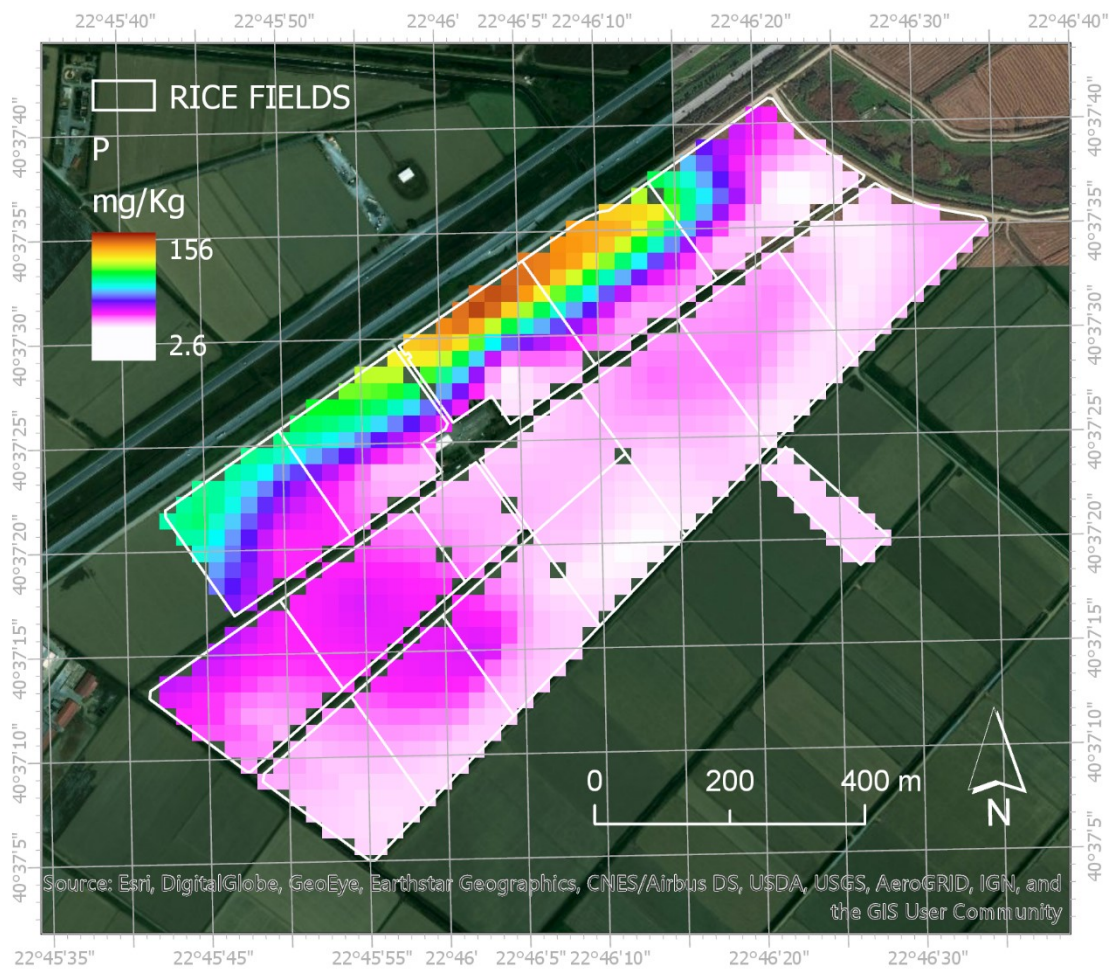 22°45'40" 22°45'50" 22°46' 22°46'5" 22°46'10" 22°46'20" 22°46'30" 22°46'40"
RICE FIELDS
P
mg/Kg
156
2.6
40°37'40" 40°37'35" 40°37'30" 40°37'25" 40°37'20" 40°37'15" 40°37'10" 40°37'5"
40°37'40" 40°37'35" 40°37'30" 40°37'25" 40°37'20" 40°37'15" 40°37'10" 40°37'5"
0 200 400 m
N
Source: Esri, DigitalGlobe, GeoEye, Earthstar Geographics, CNES/Airbus DS, USDA, USGS, AeroGRID, IGN, and
the GIS User Community
22°45'35" 22°45'45" 22°45'55" 22°46' 22°46'5" 22°46'10" 22°46'20" 22°46'30"